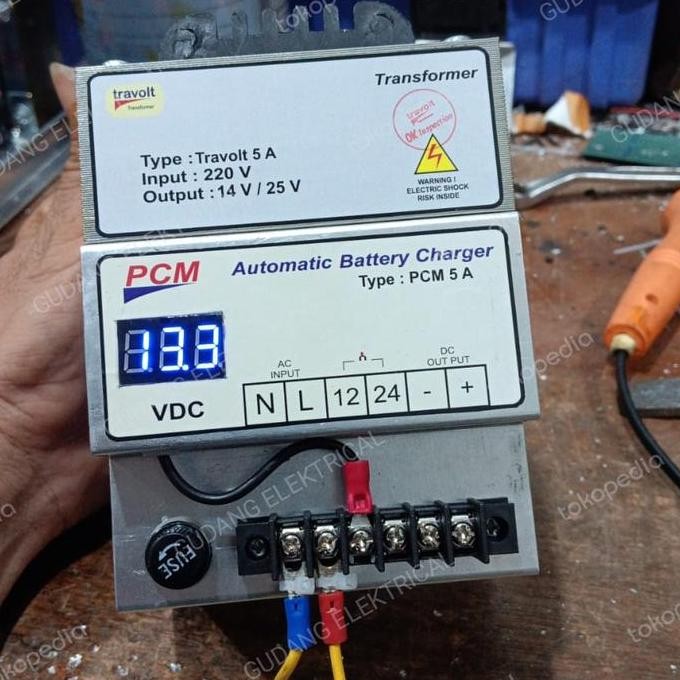 travolt
Transformer
Transformer
travolt
OK Inspection
Type : Travolt 5 A
Input : 220 V
Output : 14 V / 25 V
WARNING !
ELECTRIC SHOCK
RISK INSIDE
PCM
Automatic Battery Charger
Type : PCM 5 A
13.3
VDC
AC
INPUT
DC
OUT PUT
N L 12 24 - +
FUSE
GUDANG ELEKTRICAL
tokopedia